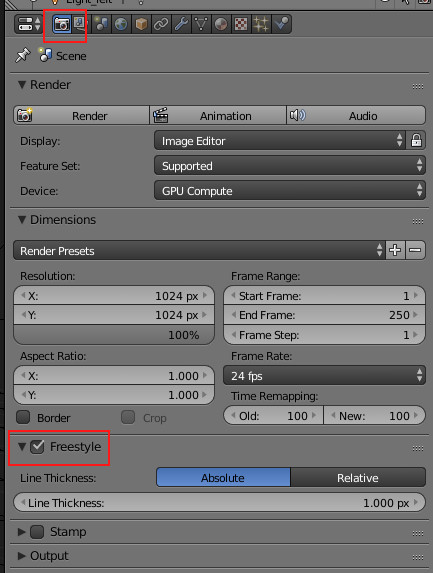 Scene
Render
Render Animation Audio
Display: Image Editor
Feature Set: Supported
Device: GPU Compute
Dimensions
Render Presets
Resolution: Frame Range:
X: 1024 px Start Frame: 1
Y: 1024 px End Frame: 250
100% Frame Step: 1
Aspect Ratio: Frame Rate:
X: 1.000 24 fps
Y: 1.000 Time Remapping:
Border Crop Old: 100 New: 100
Freestyle
Line Thickness: Absolute Relative
Line Thickness: 1.000 px
Stamp
Output